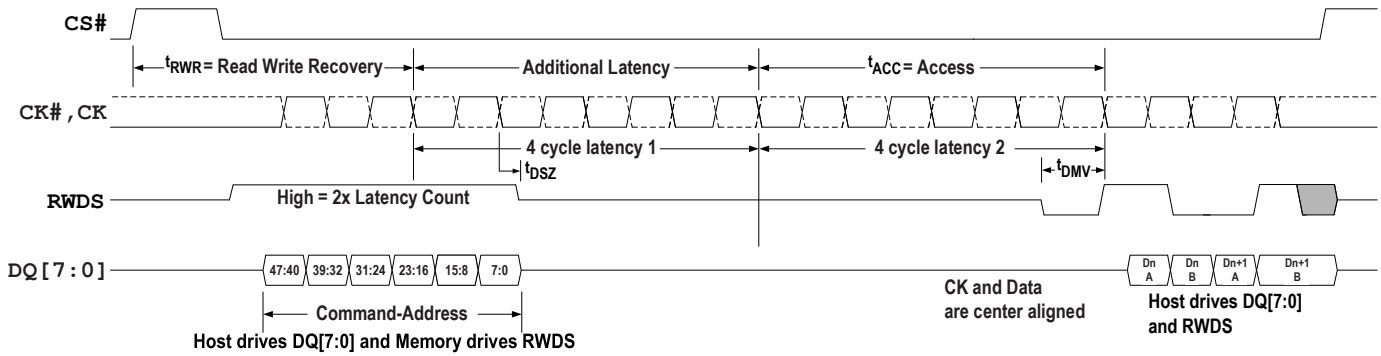 CS#
tRWR= Read Write Recovery
Additional Latency
tACC= Access
CK#,CK
4 cycle latency 1
4 cycle latency 2
tDSZ
tDMV
High = 2x Latency Count
RWDS
DQ[7:0]
47:40 39:32 31:24 23:16 15:8 7:0
Dn A
Dn B
Dn+1 A
Dn+1 B
CK and Data
are center aligned
Command-Address
Host drives DQ[7:0]
and RWDS
Host drives DQ[7:0] and Memory drives RWDS